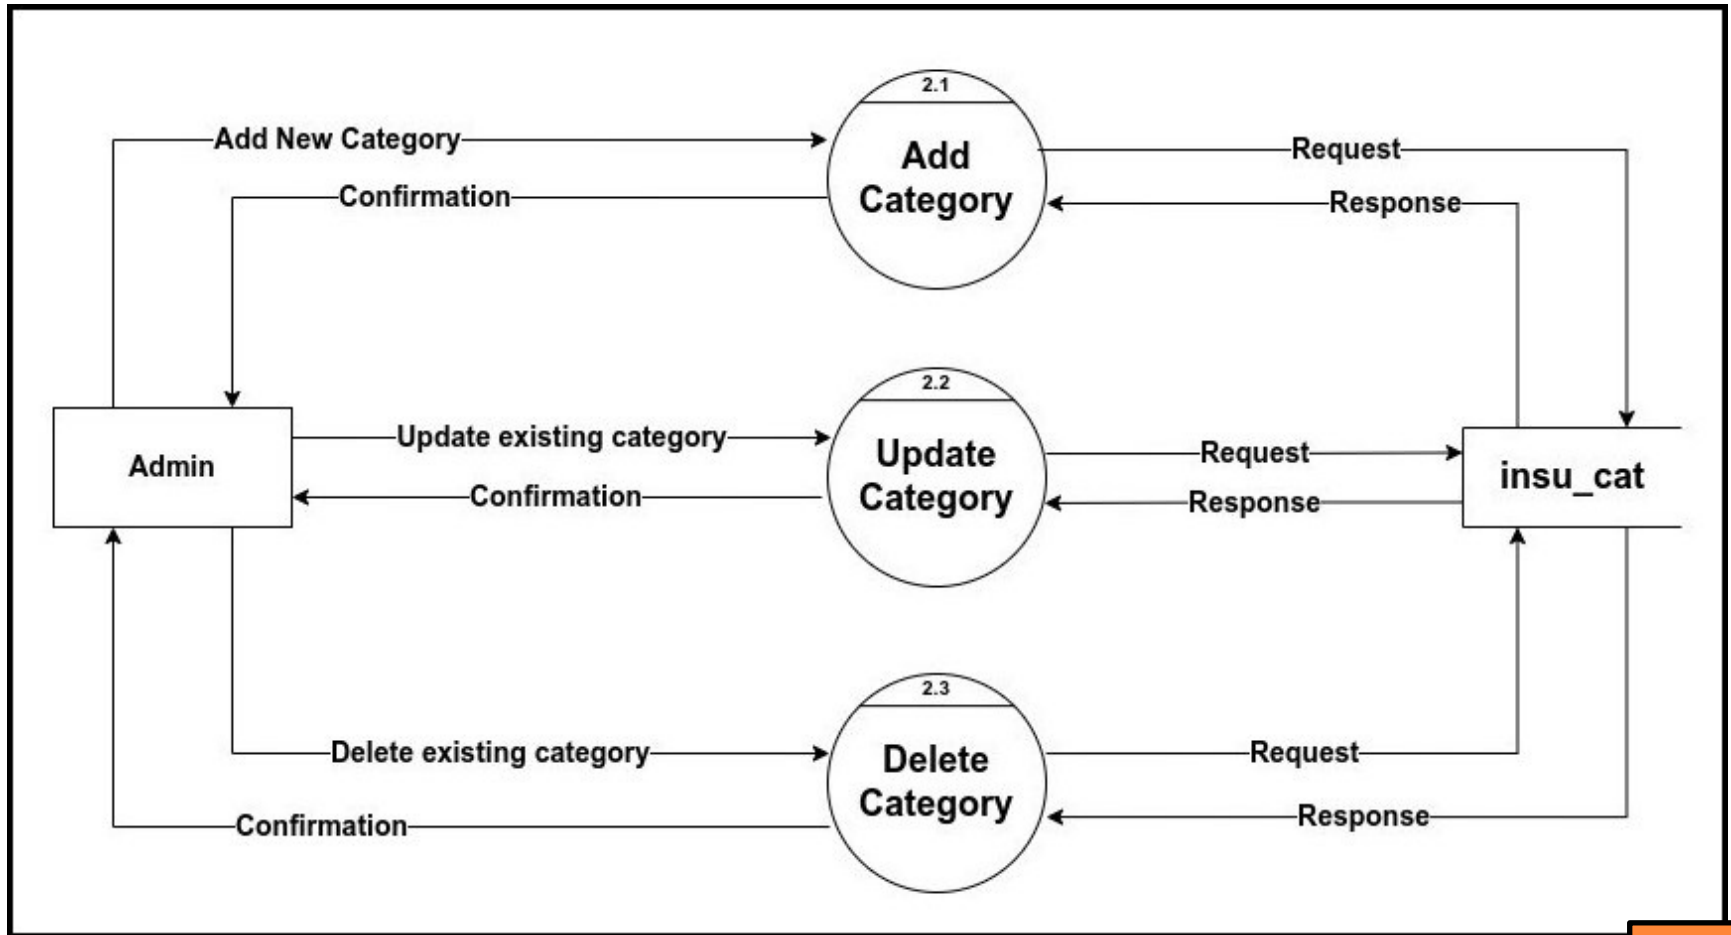 2.1
Add New Category
Add
Category
Request
Confirmation
Response
2.2
Update existing category
Update
Category
Request
Admin
insu_cat
Confirmation
Response
2.3
Delete existing category
Delete
Category
Request
Confirmation
Response